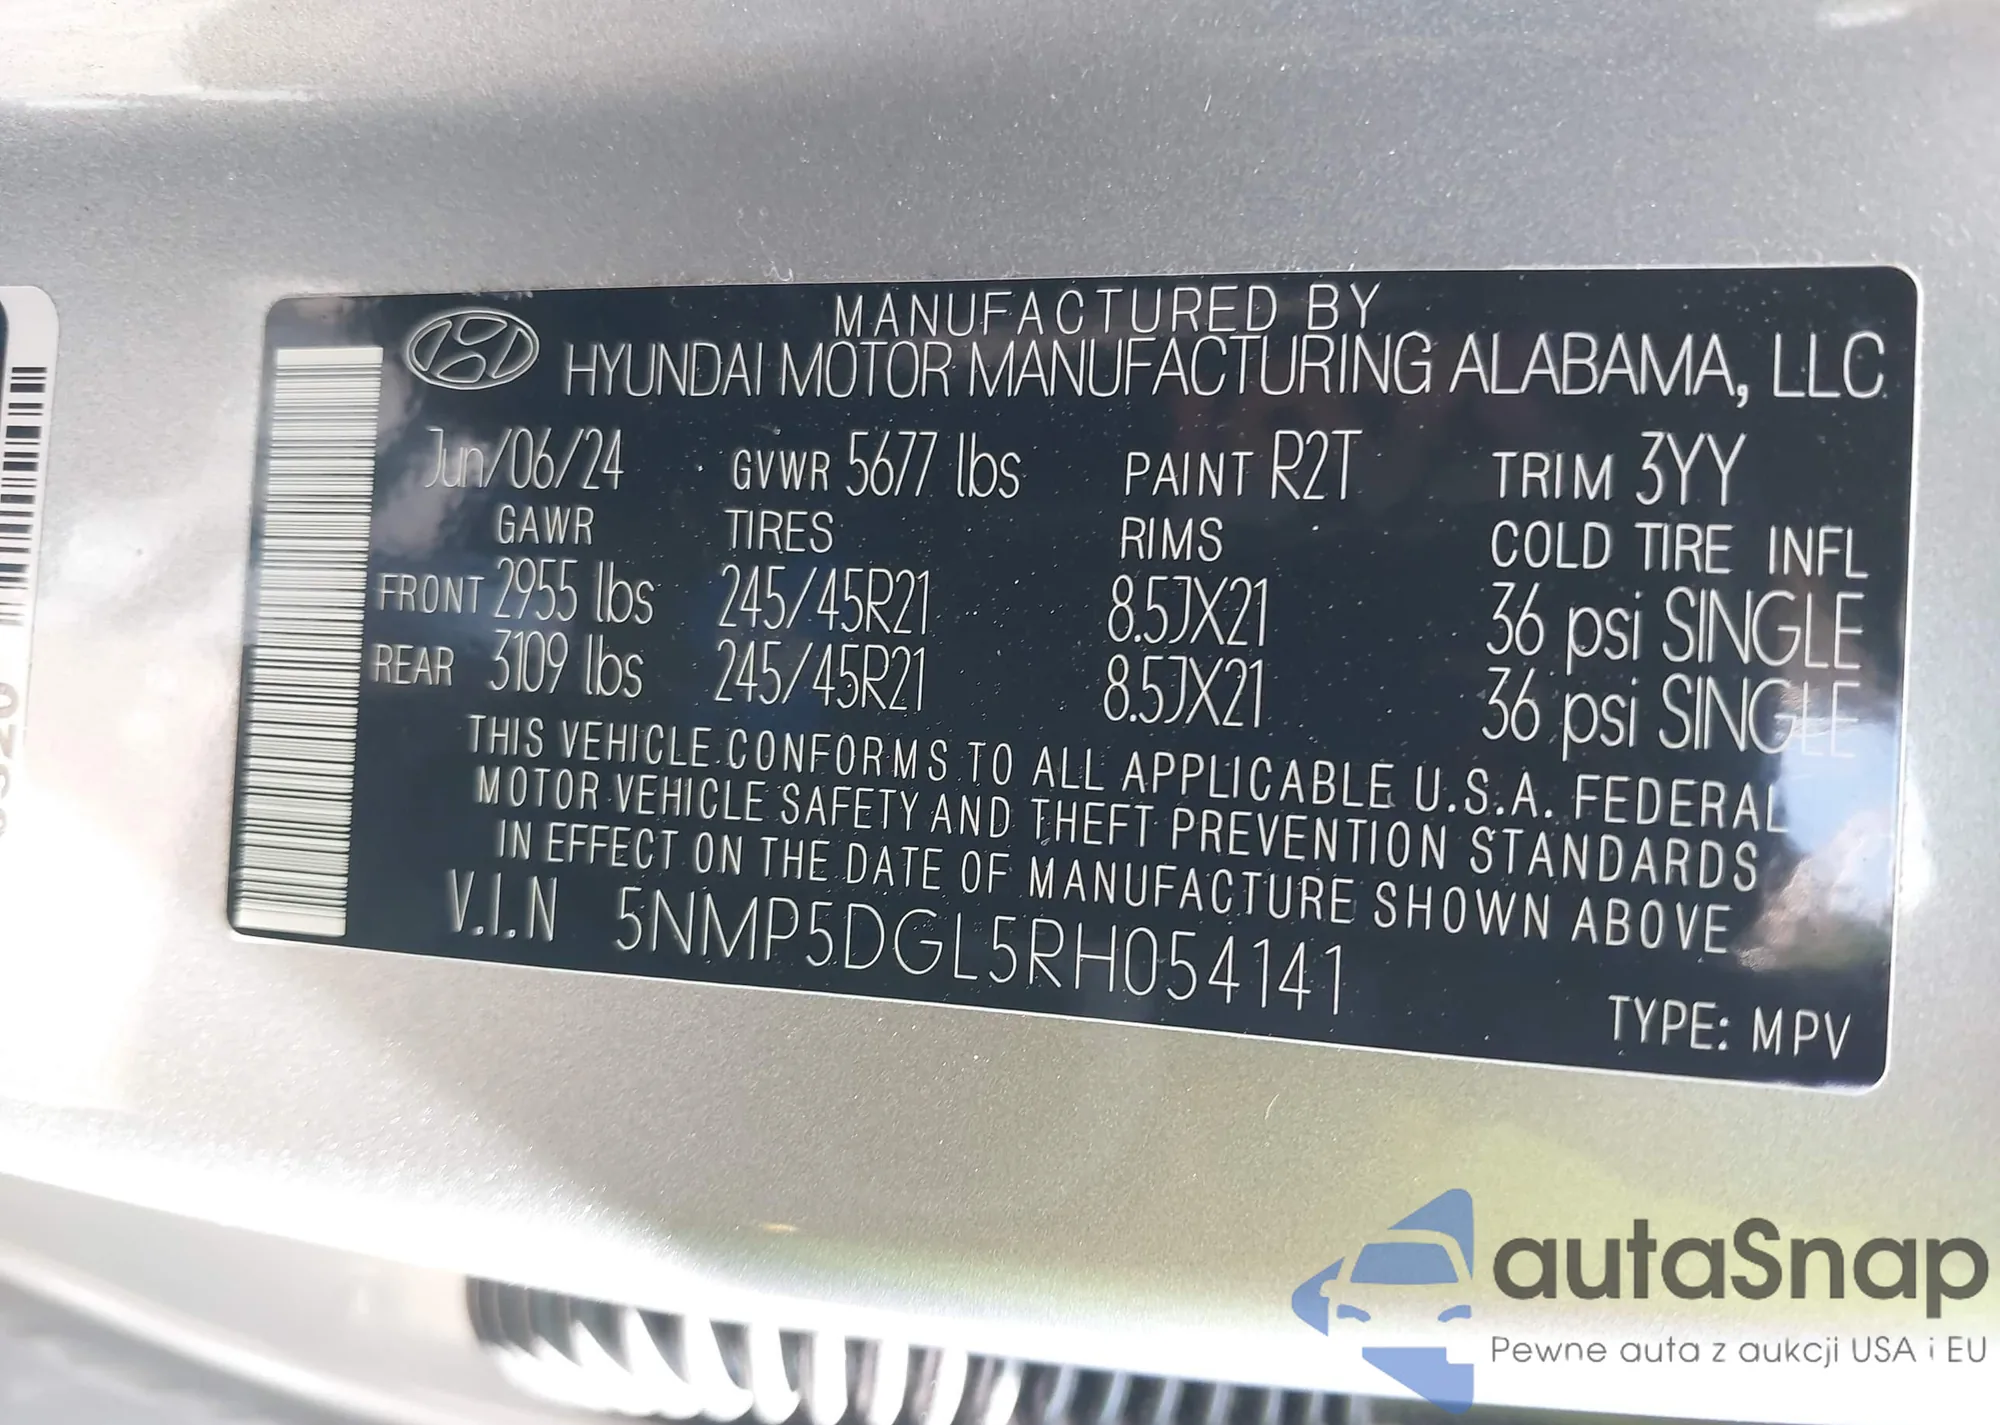 MANUFACTURED BY
HYUNDAI MOTOR MANUFACTURING ALABAMA, LLC
Jun/06/24 GVWR 5677 lbs PAINT R2T TRIM 3YY
GAWR TIRES RIMS COLD TIRE INFL
FRONT 2955 lbs 245/45R21 8.5JX21 36 psi SINGLE
REAR 3109 lbs 245/45R21 8.5JX21 36 psi SINGLE
THIS VEHICLE CONFORMS TO ALL APPLICABLE U.S.A. FEDERAL
MOTOR VEHICLE SAFETY AND THEFT PREVENTION STANDARDS
IN EFFECT ON THE DATE OF MANUFACTURE SHOWN ABOVE
V.I.N 5NMP5DGL5RH054141
TYPE: MPV
autaSnap
Pewne auta z aukcji USA i EU